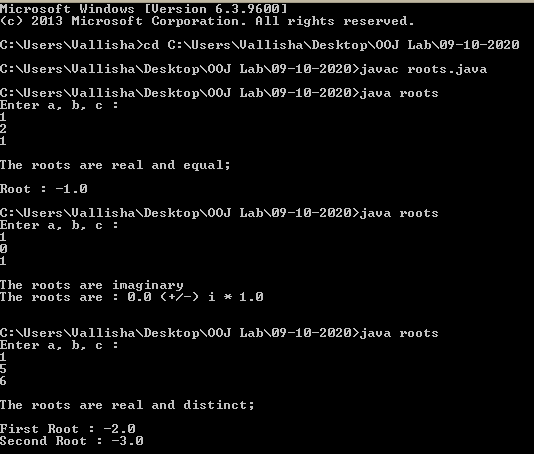 Microsoft Windows [Version 6.3.9600]
(c) 2013 Microsoft Corporation. All rights reserved.
C:\Users\Vallisha>cd C:\Users\Vallisha\Desktop\OOJ Lab\09-10-2020
C:\Users\Vallisha\Desktop\OOJ Lab\09-10-2020>javac roots.java
C:\Users\Vallisha\Desktop\OOJ Lab\09-10-2020>java roots
Enter a, b, c :
1
2
1
The roots are real and equal;
Root : -1.0
C:\Users\Vallisha\Desktop\OOJ Lab\09-10-2020>java roots
Enter a, b, c :
1
0
1
The roots are imaginary
The roots are : 0.0 (+/-) i * 1.0
C:\Users\Vallisha\Desktop\OOJ Lab\09-10-2020>java roots
Enter a, b, c :
1
5
6
The roots are real and distinct;
First Root : -2.0
Second Root : -3.0